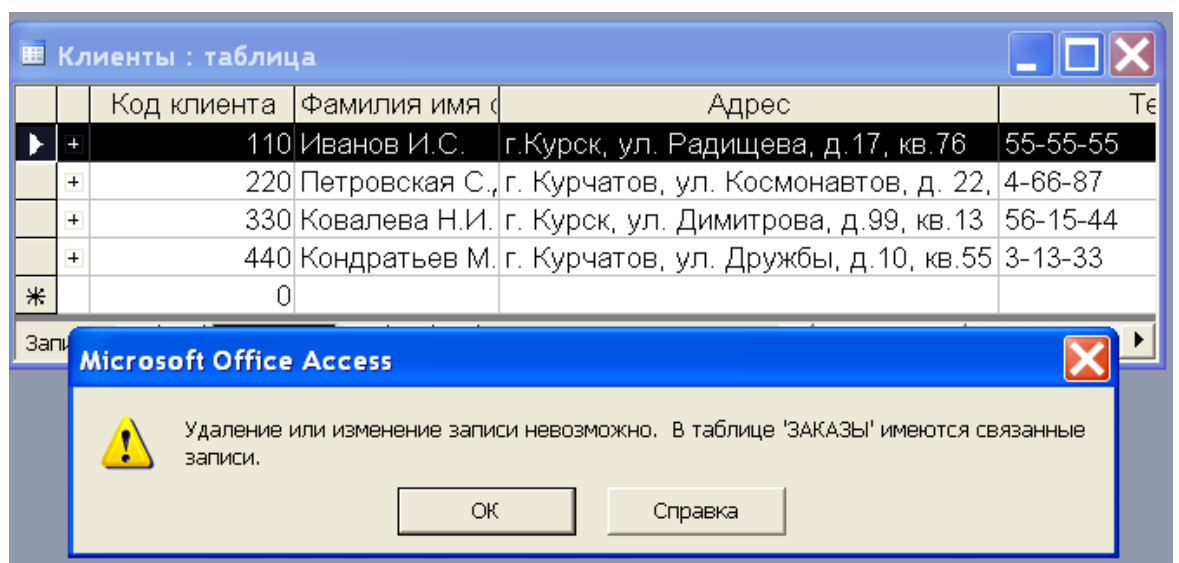 Клиенты : таблица
Код клиента Фамилия имя о Адрес Те
110 Иванов И.С. г.Курск, ул. Радищева, д.17, кв.76 55-55-55
220 Петровская С., г. Курчатов, ул. Космонавтов, д. 22, 4-66-87
330 Ковалева Н.И. г. Курск, ул. Димитрова, д.99, кв.13 56-15-44
440 Кондратьев М. г. Курчатов, ул. Дружбы, д.10, кв.55 3-13-33
0
Запи
Microsoft Office Access
Удаление или изменение записи невозможно. В таблице 'ЗАКАЗЫ' имеются связанные
записи.
ОК Справка